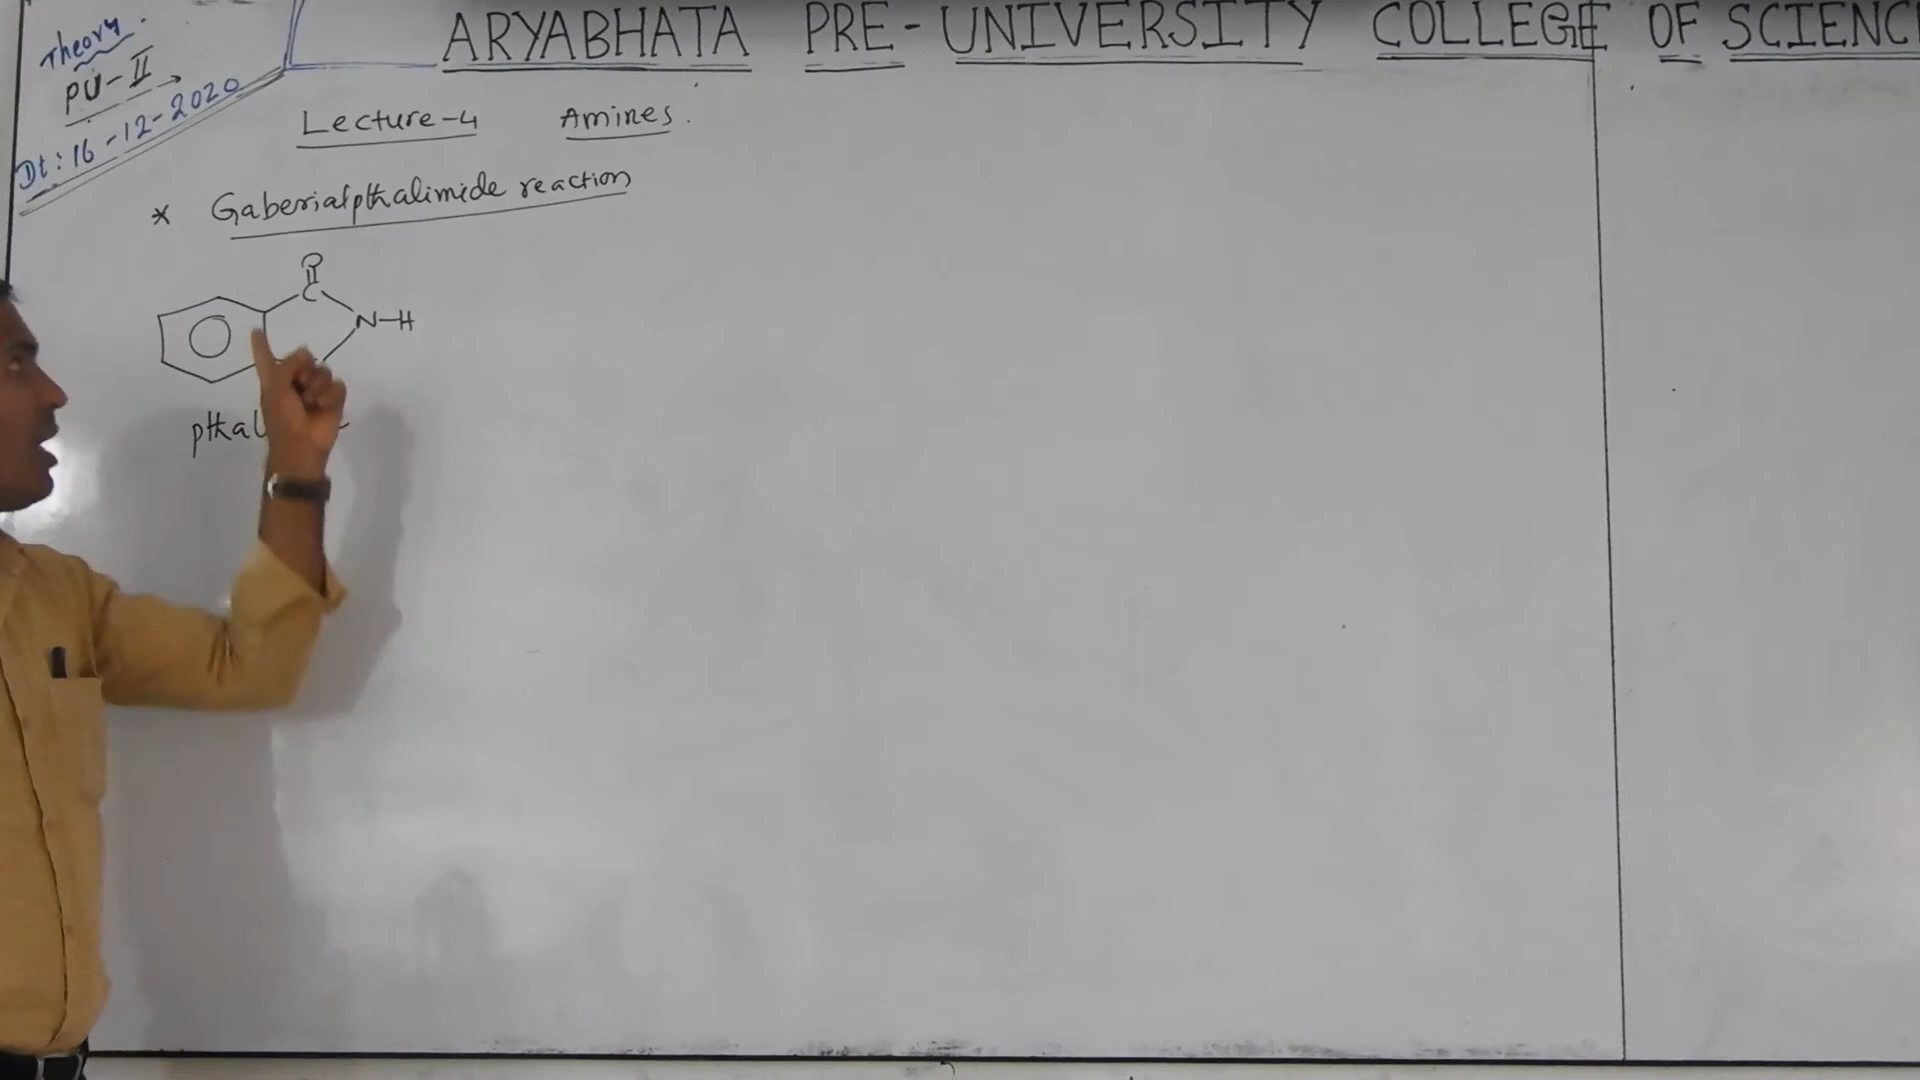 Theory.
PU-II
Dt: 16-12-2020
ARYABHATA PRE-UNIVERSITY COLLEGE OF SCIENC
Lecture-4 Amines.
* Gaberialpthalimide reaction
O
C
N-H
pthal